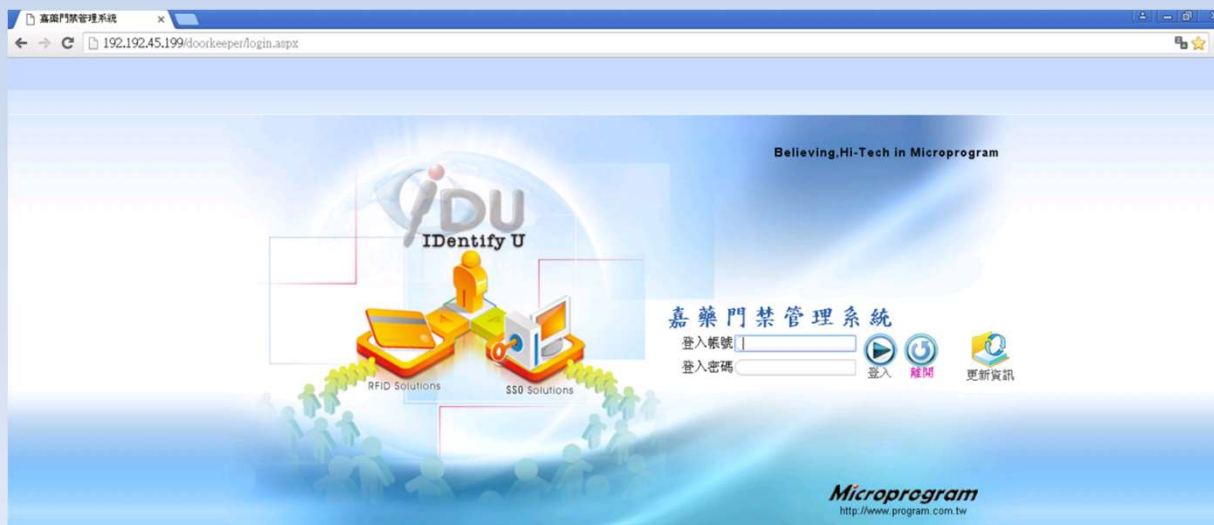 嘉藥門禁管理系統
192.192.45.199/doorkeeper/login.aspx
Believing,Hi-Tech in Microprogram
iDU
IDentify U
RFID Solutions
SSO Solutions
嘉藥門禁管理系統
登入帳號
登入密碼
登入
離開
更新資訊
Microprogram
http://www.program.com.tw